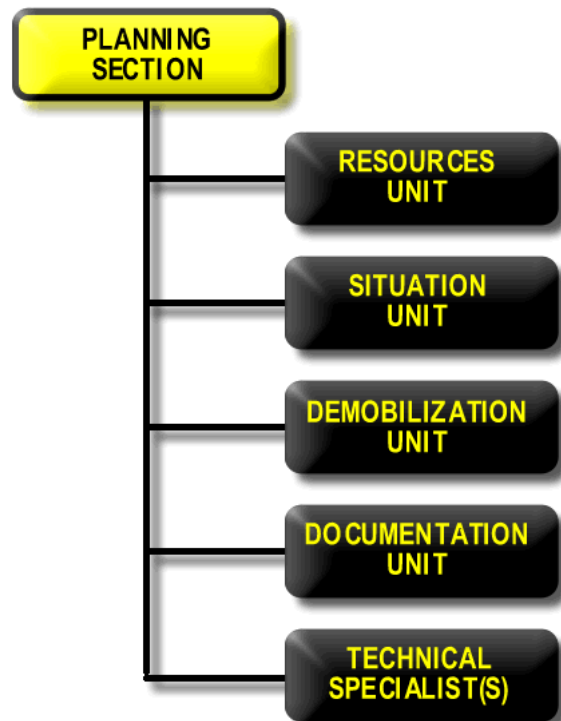 PLANNING
SECTION
RESOURCES
UNIT
SITUATION
UNIT
DEMOBILIZATION
UNIT
DOCUMENTATION
UNIT
TECHNICAL
SPECIALIST(S)